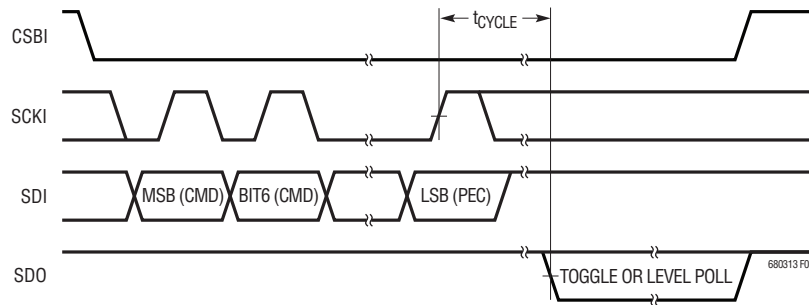 tCYCLE
CSBI
SCKI
SDI
MSB (CMD)
BIT6 (CMD)
LSB (PEC)
SDO
TOGGLE OR LEVEL POLL
680313 F0